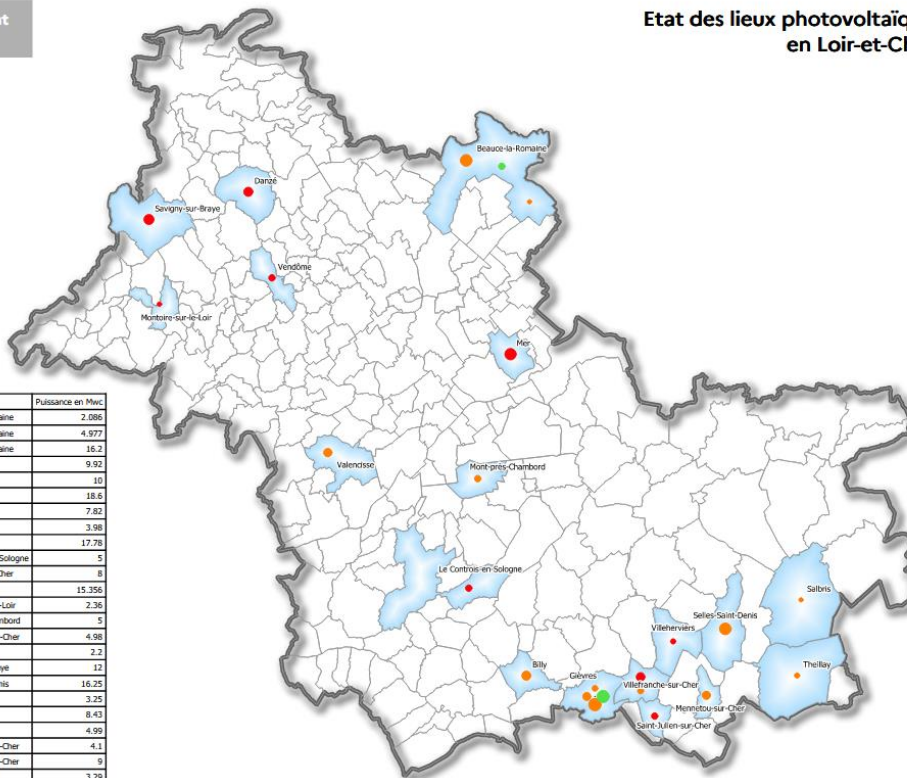 nt
Etat des lieux photovoltaïq
en Loir-et-Ch
Beauce-la-Romaine
Danzé
Savigny-sur-Braye
Vendôme
Montoire-sur-le-Loir
Mer
Valencisse
Mont-près-Chambord
Le Controis-en-Sologne
Salbris
Selles-Saint-Denis
Villeherviers
Theillay
Billy
Gièvres
Villefranche-sur-Cher
Mennetou-sur-Cher
Saint-Julien-sur-Cher
Puissance en Mwc
aine 2.086
aine 4.977
aine 16.2
9.92
10
18.6
7.82
3.98
17.78
Sologne 5
Cher 8
15.356
-Loir 2.36
mbord 5
-Cher 4.98
2.2
ye 12
nis 16.25
3.25
8.43
4.99
-Cher 4.1
-Cher 9
3.29